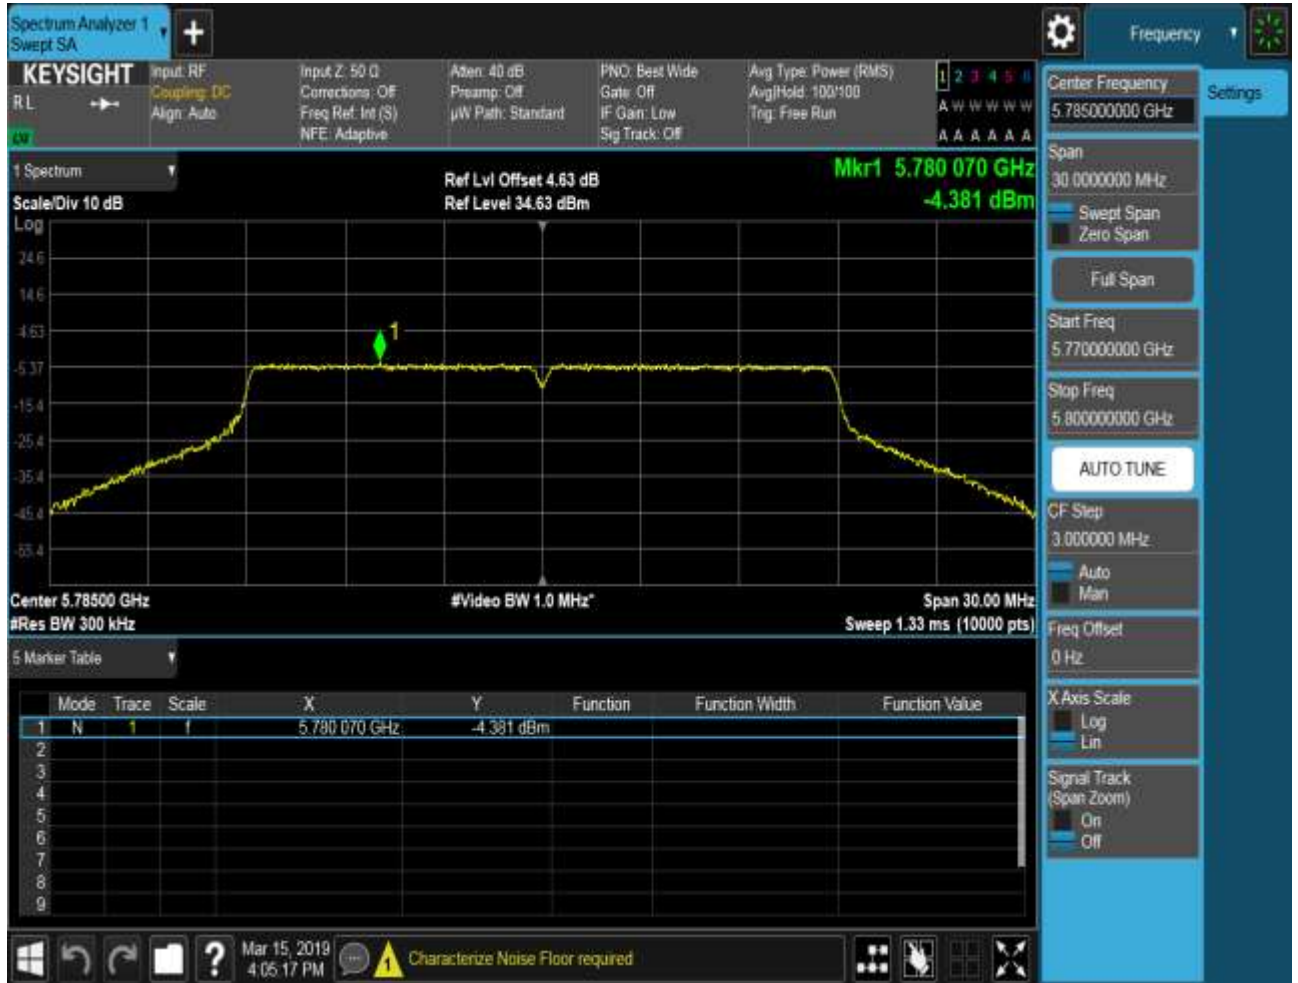 Spectrum Analyzer 1
Swept SA
+
Frequency
KEYSIGHT
RL
Input: RF
Coupling: DC
Align: Auto
Input Z: 50 Ω
Corrections: Off
Freq Ref: Int (S)
NFE: Adaptive
Atten: 40 dB
Preamp: Off
µW Path: Standard
PNO: Best Wide
Gate: Off
IF Gain: Low
Sig Track: Off
Avg Type: Power (RMS)
Avg|Hold: 100/100
Trig: Free Run
1 2 3 4 5 6
A W W W W W
A A A A A A
1 Spectrum
Scale/Div 10 dB
Ref Lvl Offset 4.63 dB
Ref Level 34.63 dBm
Mkr1 5.780 070 GHz
-4.381 dBm
Log
24.6
14.6
4.63
-5.37
-15.4
-25.4
-35.4
-45.4
-55.4
1
Center 5.78500 GHz
#Res BW 300 kHz
#Video BW 1.0 MHz*
Span 30.00 MHz
Sweep 1.33 ms (10000 pts)
5 Marker Table
Mode Trace Scale X Y Function Function Width Function Value
1 N 1 f 5.780 070 GHz -4.381 dBm
2
3
4
5
6
7
8
9
Mar 15, 2019
4:05:17 PM
1
Characterize Noise Floor required
Center Frequency
5.785000000 GHz
Settings
Span
30.0000000 MHz
Swept Span
Zero Span
Full Span
Start Freq
5.770000000 GHz
Stop Freq
5.800000000 GHz
AUTO TUNE
CF Step
3.000000 MHz
Auto
Man
Freq Offset
0 Hz
X Axis Scale
Log
Lin
Signal Track
(Span Zoom)
On
Off